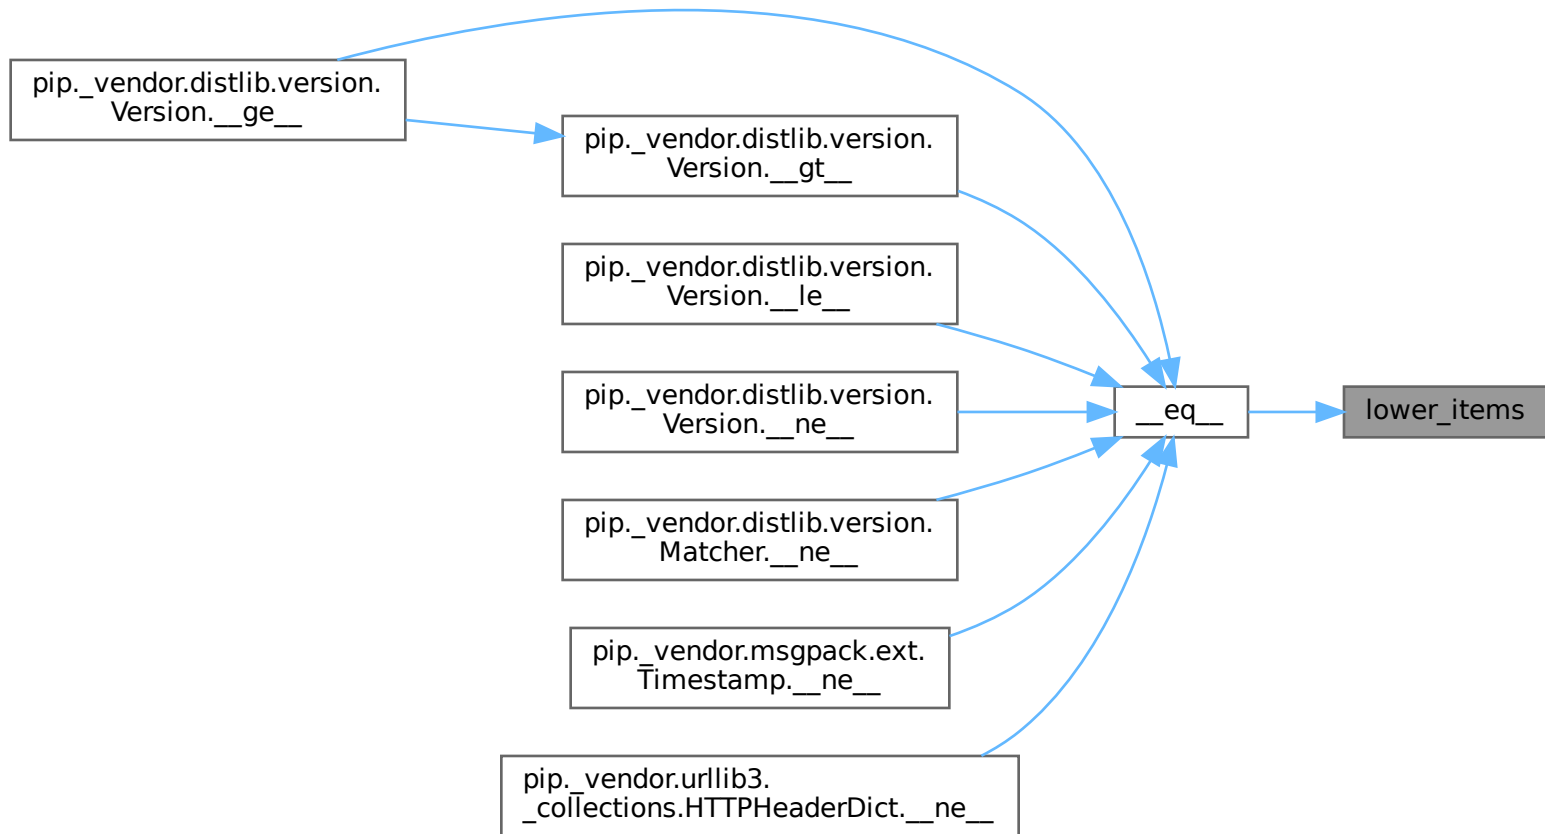 pip._vendor.distlib.version.
Version.__ge__
pip._vendor.distlib.version.
Version.__gt__
pip._vendor.distlib.version.
Version.__le__
pip._vendor.distlib.version.
Version.__ne__
pip._vendor.distlib.version.
Matcher.__ne__
pip._vendor.msgpack.ext.
Timestamp.__ne__
pip._vendor.urllib3.
_collections.HTTPHeaderDict.__ne__
__eq__
lower_items